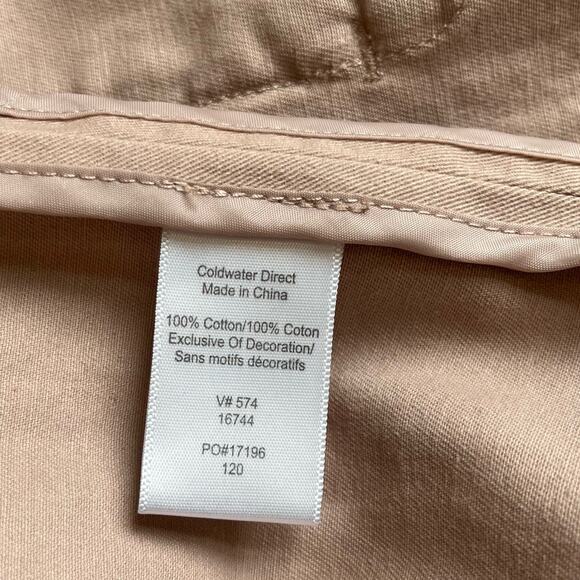 Coldwater Direct
Made in China
100% Cotton/100% Coton
Exclusive Of Decoration/
Sans motifs décoratifs
V# 574
16744
PO#17196
120